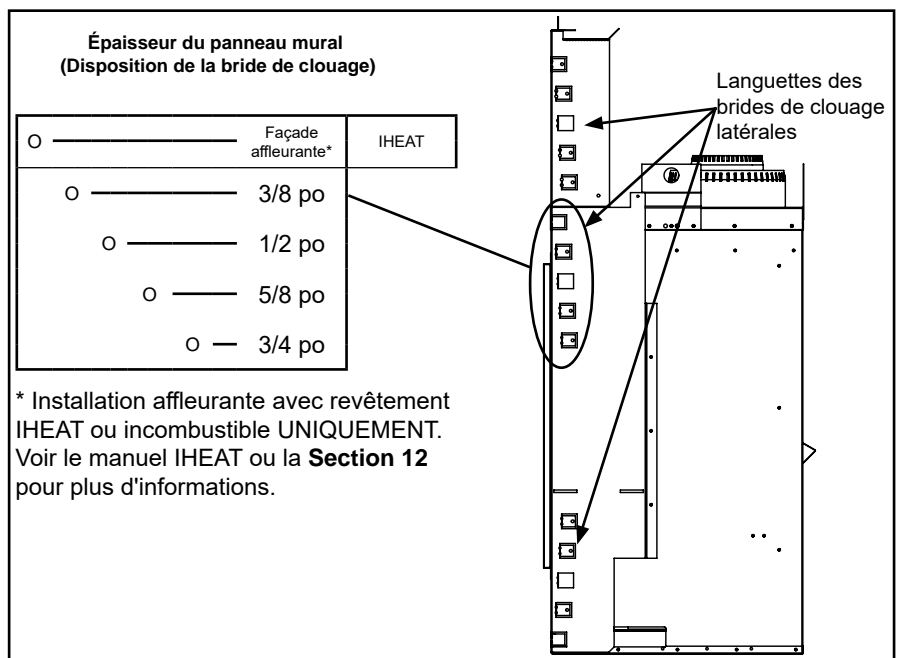 Épaisseur du panneau mural
(Disposition de la bride de clouage)
Languettes des
brides de clouage
latérales
O Façade
affleurante*
IHEAT
O 3/8 po
O 1/2 po
O 5/8 po
O 3/4 po
* Installation affleurante avec revêtement
IHEAT ou incombustible UNIQUEMENT.
Voir le manuel IHEAT ou la Section 12
pour plus d'informations.